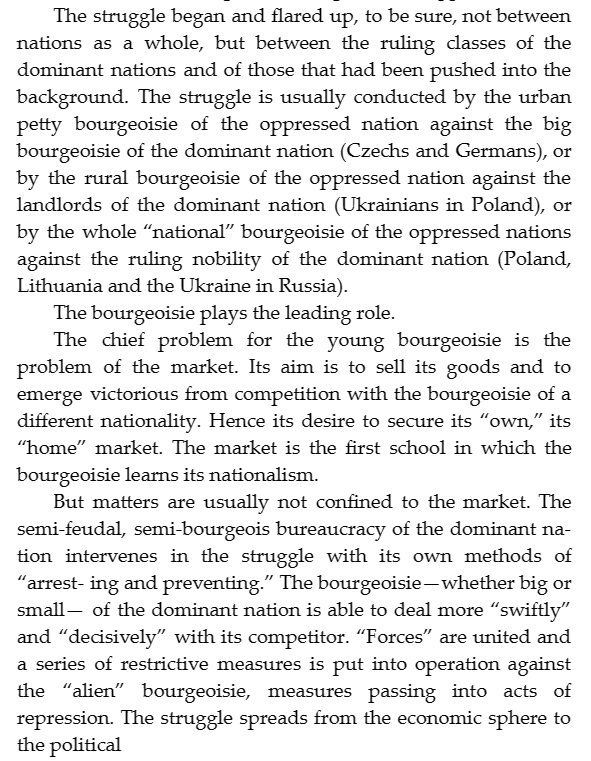 The struggle began and flared up, to be sure, not between
nations as a whole, but between the ruling classes of the
dominant nations and of those that had been pushed into the
background. The struggle is usually conducted by the urban
petty bourgeoisie of the oppressed nation against the big
bourgeoisie of the dominant nation (Czechs and Germans), or
by the rural bourgeoisie of the oppressed nation against the
landlords of the dominant nation (Ukrainians in Poland), or
by the whole “national” bourgeoisie of the oppressed nations
against the ruling nobility of the dominant nation (Poland,
Lithuania and the Ukraine in Russia).
The bourgeoisie plays the leading role.
The chief problem for the young bourgeoisie is the
problem of the market. Its aim is to sell its goods and to
emerge victorious from competition with the bourgeoisie of a
different nationality. Hence its desire to secure its “own,” its
“home” market. The market is the first school in which the
bourgeoisie learns its nationalism.
But matters are usually not confined to the market. The
semi-feudal, semi-bourgeois bureaucracy of the dominant na-
tion intervenes in the struggle with its own methods of
“arrest- ing and preventing.” The bourgeoisie—whether big or
small— of the dominant nation is able to deal more “swiftly”
and “decisively” with its competitor. “Forces” are united and
a series of restrictive measures is put into operation against
the “alien” bourgeoisie, measures passing into acts of
repression. The struggle spreads from the economic sphere to
the political